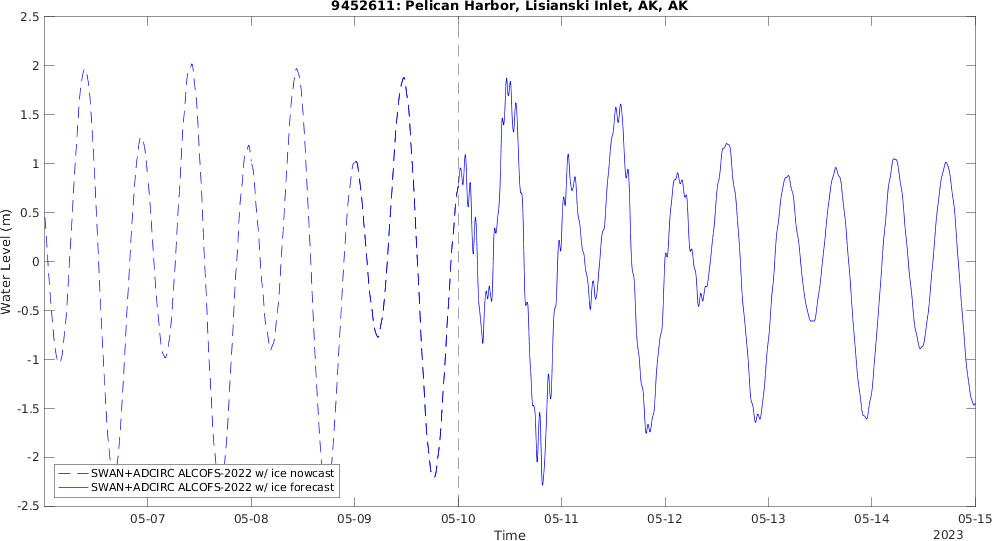 9452611: Pelican Harbor, Lisianski Inlet, AK, AK
2.5
2
1.5
1
0.5
0
-0.5
-1
-1.5
-2
-2.5
Water Level (m)
SWAN+ADCIRC ALCOFS-2022 w/ ice nowcast
SWAN+ADCIRC ALCOFS-2022 w/ ice forecast
05-07 05-08 05-09 05-10 05-11 05-12 05-13 05-14 05-15
Time
2023